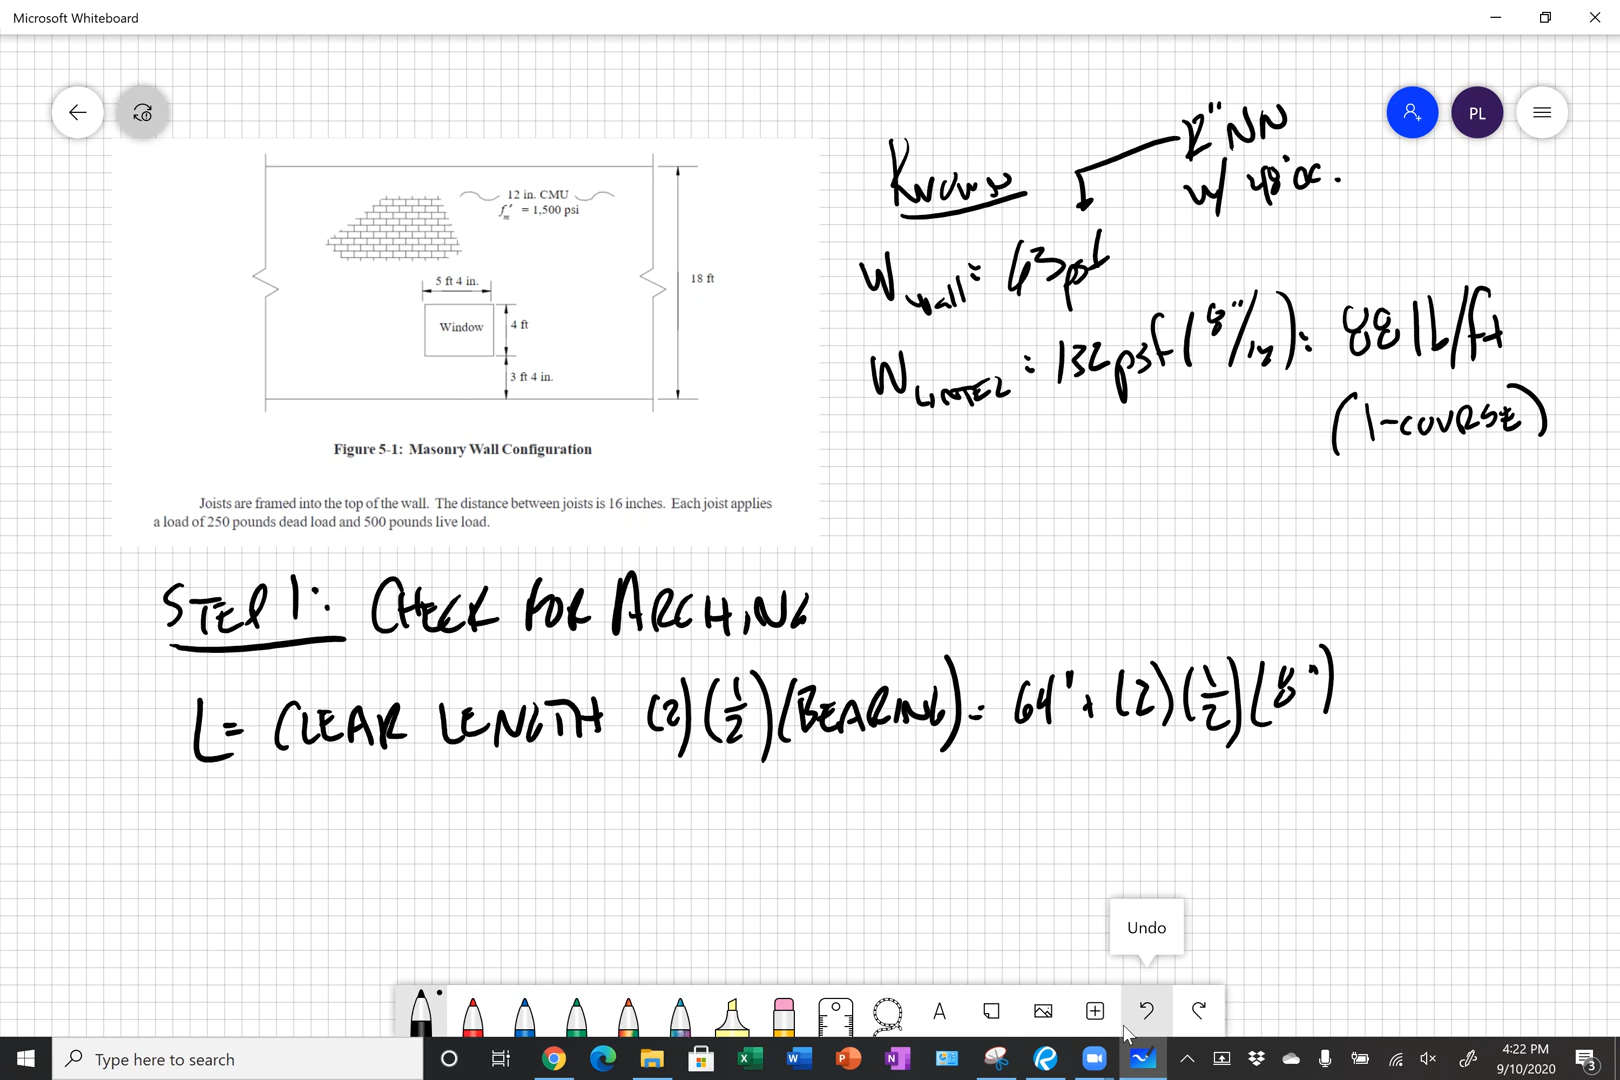 Microsoft Whiteboard
PL
12 in. CMU
f'm = 1,500 psi
5 ft 4 in.
18 ft
Window
4 ft
3 ft 4 in.
Figure 5-1: Masonry Wall Configuration
Joists are framed into the top of the wall. The distance between joists is 16 inches. Each joist applies
a load of 250 pounds dead load and 500 pounds live load.
12" NN
w/ 48" oc.
Wwall = 63 psf
WLINTEL = 132 psf (8"/12) = 88 lb/ft
(1-COURSE)
STEP 1: CHECK FOR ARCHING
L = CLEAR LENGTH (2)(1/2)(BEARING) = 64" + (2)(1/2)(8")
Undo
A
Type here to search
4:22 PM
9/10/2020
3